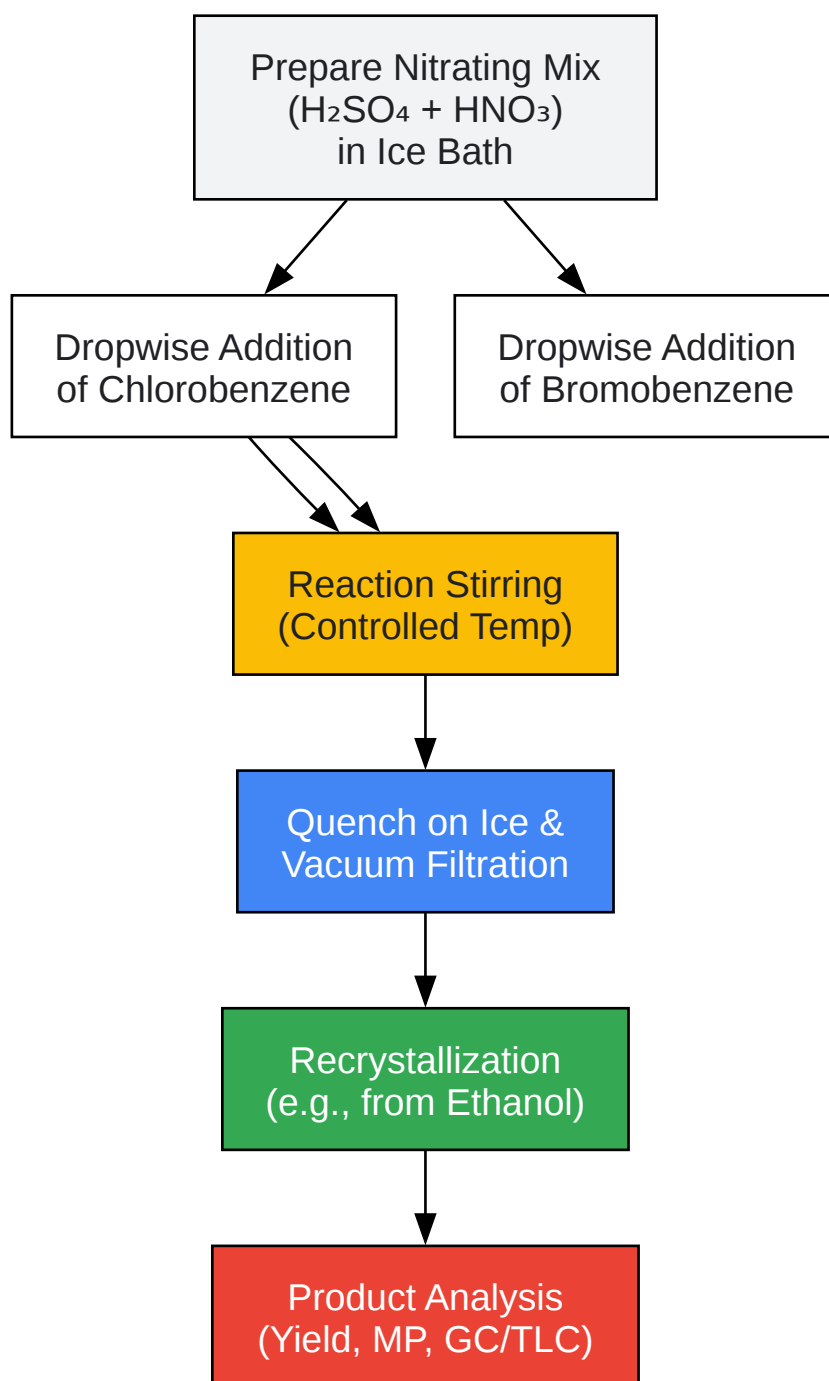 Prepare Nitrating Mix
(H₂SO₄ + HNO₃)
in Ice Bath
Dropwise Addition
of Chlorobenzene
Dropwise Addition
of Bromobenzene
Reaction Stirring
(Controlled Temp)
Quench on Ice &
Vacuum Filtration
Recrystallization
(e.g., from Ethanol)
Product Analysis
(Yield, MP, GC/TLC)